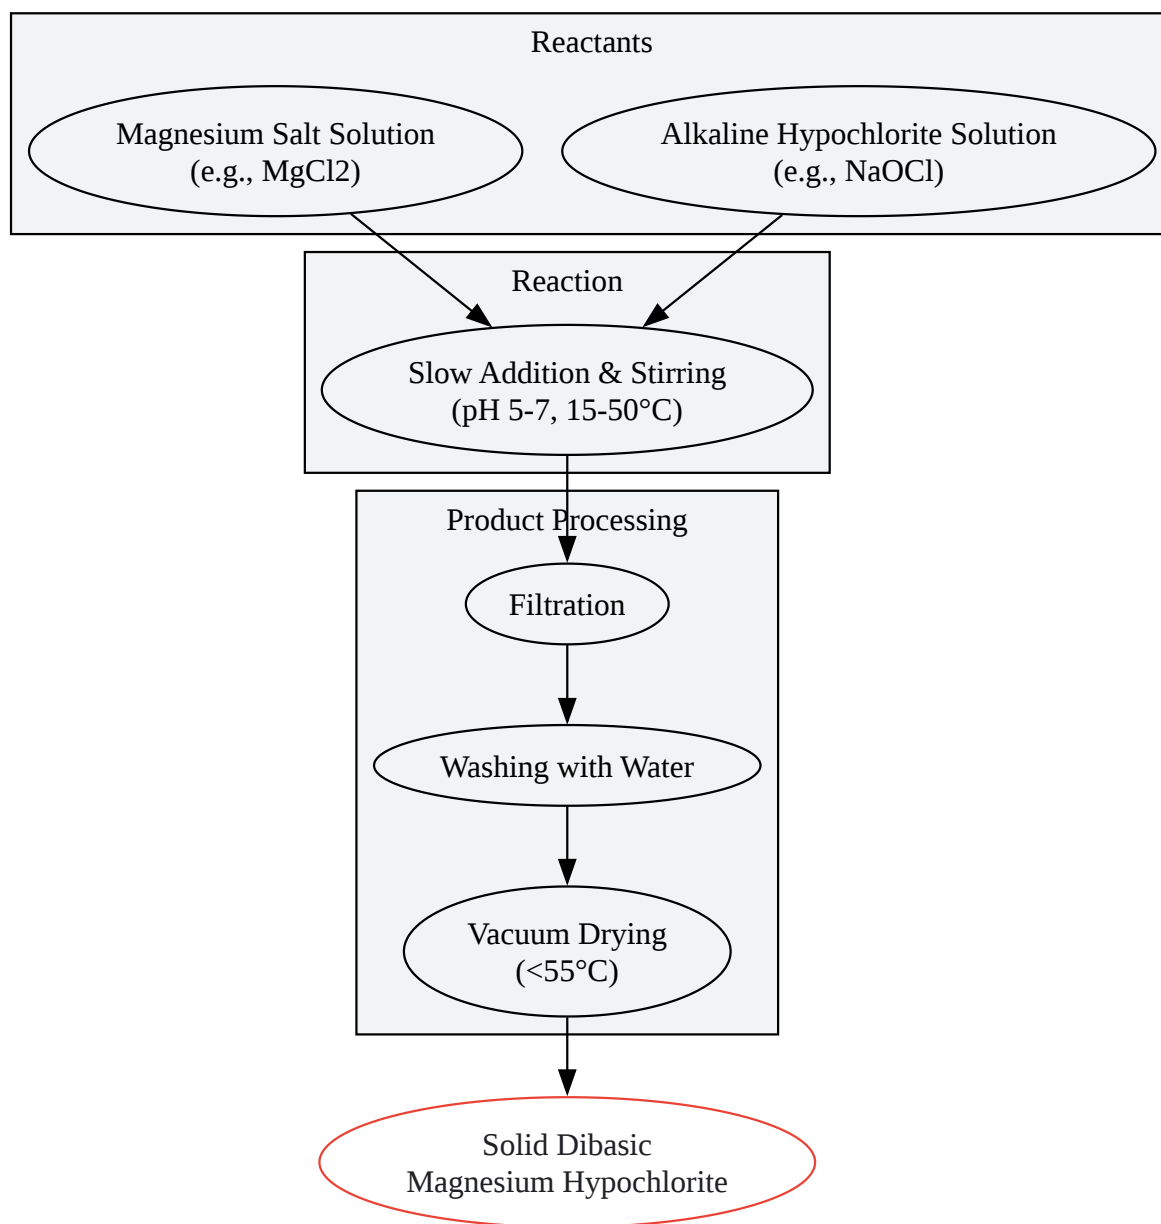 Reactants
Magnesium Salt Solution
(e.g., MgCl2)
Alkaline Hypochlorite Solution
(e.g., NaOCl)
Reaction
Slow Addition & Stirring
(pH 5-7, 15-50°C)
Product Processing
Filtration
Washing with Water
Vacuum Drying
(<55°C)
Solid Dibasic
Magnesium Hypochlorite